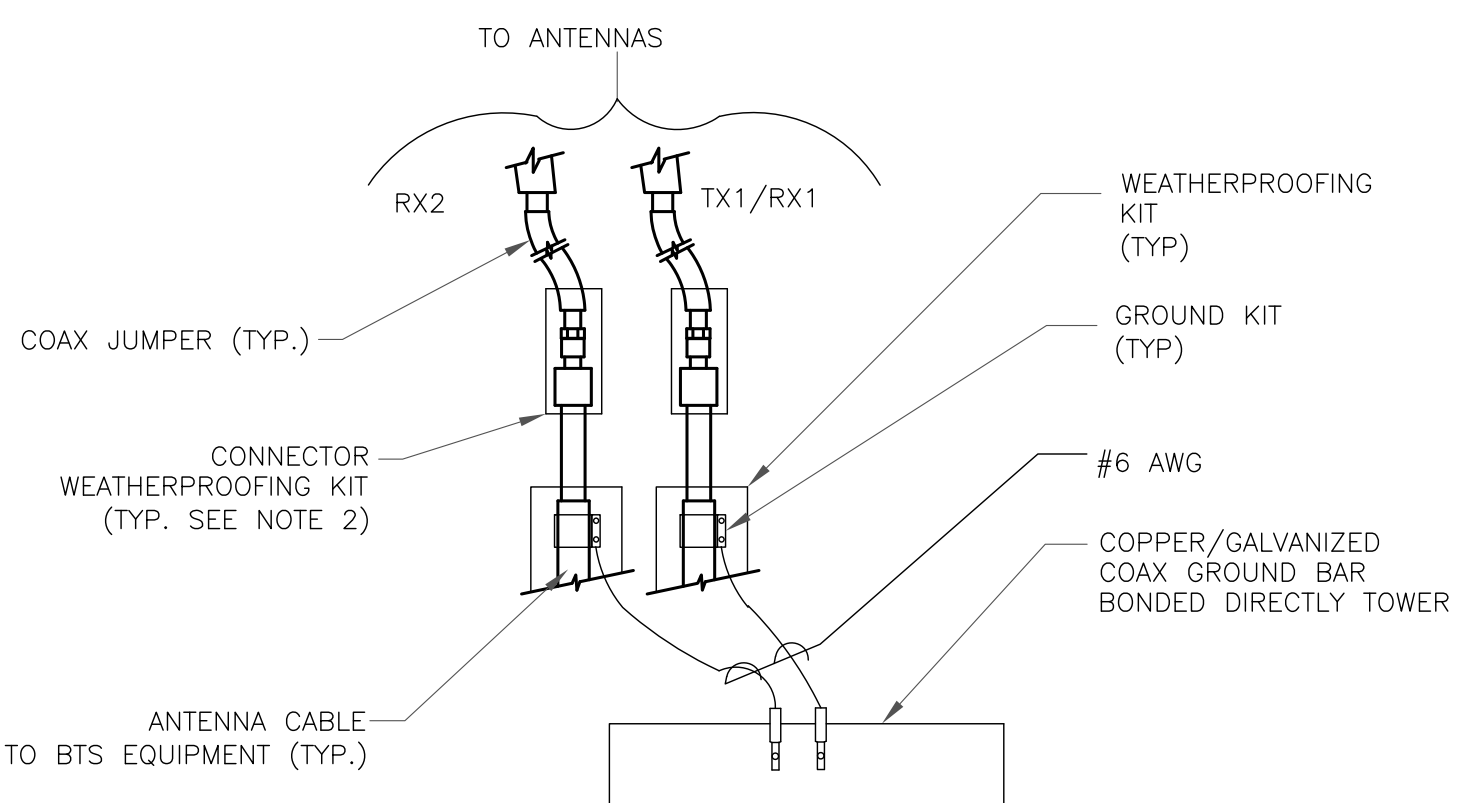 TO ANTENNAS
RX2
TX1/RX1
WEATHERPROOFING
KIT
(TYP)
COAX JUMPER (TYP.)
GROUND KIT
(TYP)
CONNECTOR
WEATHERPROOFING KIT
(TYP. SEE NOTE 2)
#6 AWG
COPPER/GALVANIZED
COAX GROUND BAR
BONDED DIRECTLY TOWER
ANTENNA CABLE
TO BTS EQUIPMENT (TYP.)